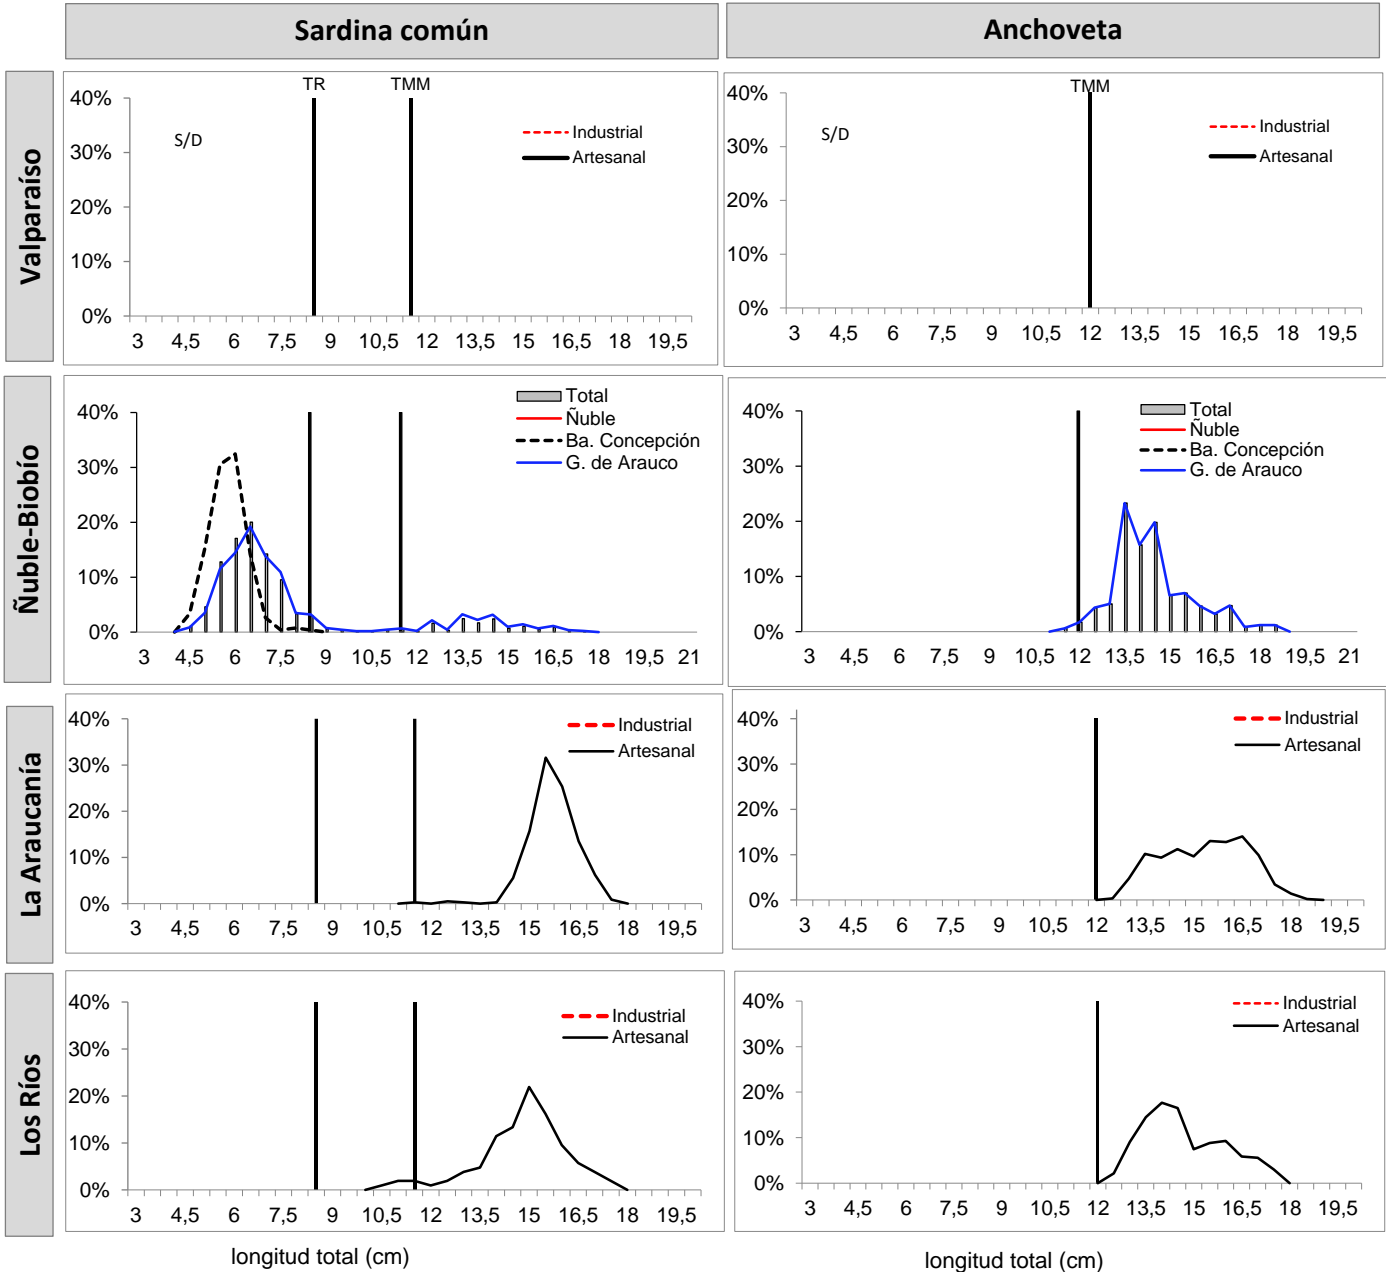 Sardina común
Anchoveta
Valparaíso
TR TMM
40%
30%
20%
10%
0%
S/D
Industrial
Artesanal
3 4,5 6 7,5 9 10,5 12 13,5 15 16,5 18 19,5
TMM
40%
30%
20%
10%
0%
S/D
Industrial
Artesanal
3 4,5 6 7,5 9 10,5 12 13,5 15 16,5 18 19,5
Ñuble-Biobío
40%
30%
20%
10%
0%
Total
Ñuble
Ba. Concepción
G. de Arauco
3 4,5 6 7,5 9 10,5 12 13,5 15 16,5 18 19,5 21
40%
30%
20%
10%
0%
Total
Ñuble
Ba. Concepción
G. de Arauco
3 4,5 6 7,5 9 10,5 12 13,5 15 16,5 18 19,5 21
La Araucanía
40%
30%
20%
10%
0%
Industrial
Artesanal
3 4,5 6 7,5 9 10,5 12 13,5 15 16,5 18 19,5
40%
30%
20%
10%
0%
Industrial
Artesanal
3 4,5 6 7,5 9 10,5 12 13,5 15 16,5 18 19,5
Los Ríos
40%
30%
20%
10%
0%
Industrial
Artesanal
3 4,5 6 7,5 9 10,5 12 13,5 15 16,5 18 19,5
40%
30%
20%
10%
0%
Industrial
Artesanal
3 4,5 6 7,5 9 10,5 12 13,5 15 16,5 18 19,5
longitud total (cm)
longitud total (cm)